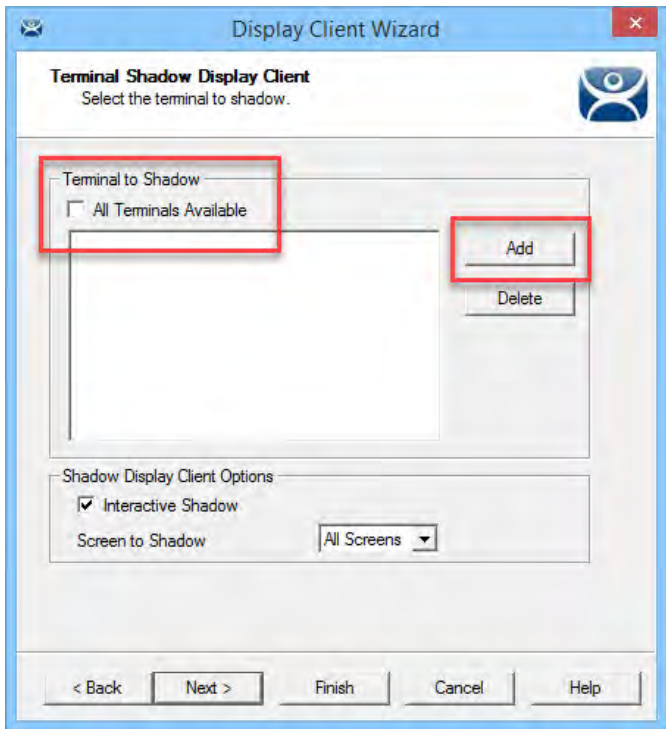 Display Client Wizard
Terminal Shadow Display Client
Select the terminal to shadow.
Terminal to Shadow
All Terminals Available
Add
Delete
Shadow Display Client Options
Interactive Shadow
Screen to Shadow All Screens
< Back Next > Finish Cancel Help